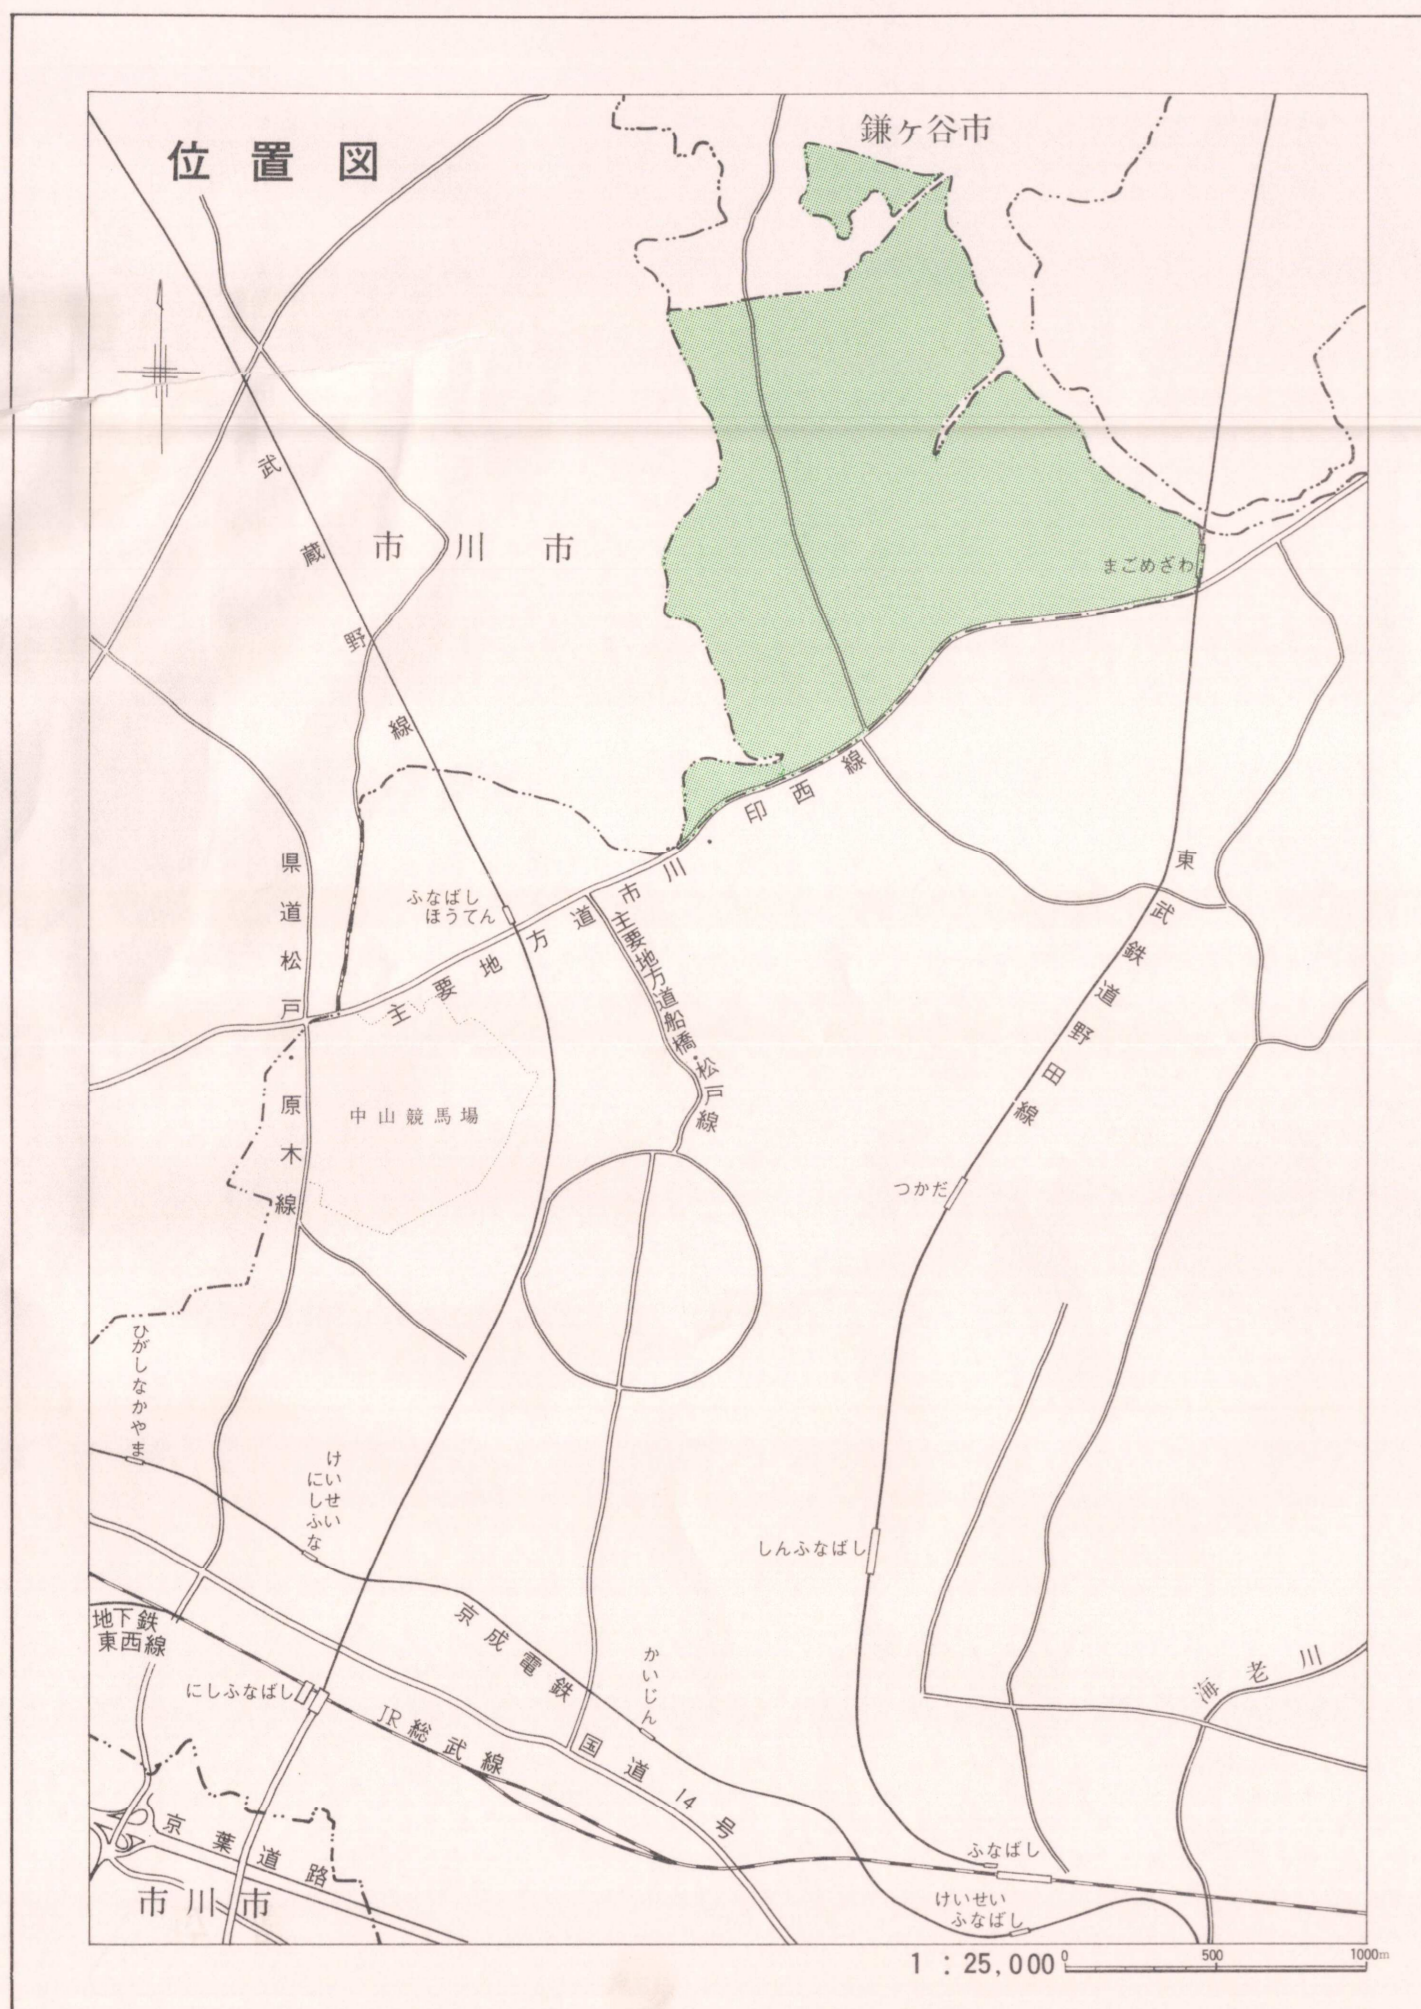 位置図
鎌ヶ谷市
武蔵野線
市川市
まごめざわ
主要地方道市川・印西線
県道松戸・原木線
ふなばし
ほうてん
主要地方道船橋・松戸線
東武鉄道野田線
中山競馬場
つかだ
ひがしなかやま
けいせい
にしふな
しんふなばし
地下鉄
東西線
京成電鉄
かいじん
海老川
にしふなばし
JR総武線
国道14号
京葉道路
ふなばし
市川市
けいせい
ふなばし
1:25,000
0 500 1000m